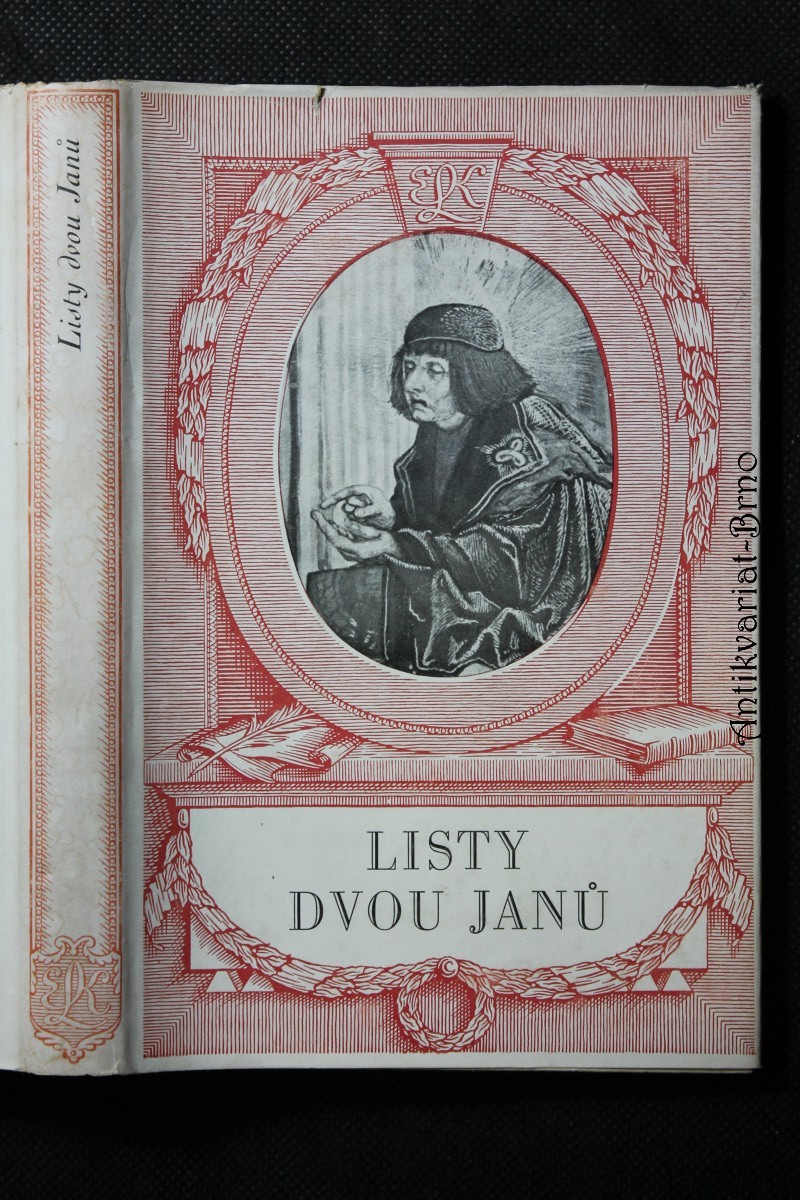 Listy dvou Janů
ELK
LISTY
DVOU JANŮ
ELK
Antikvariat-Brno